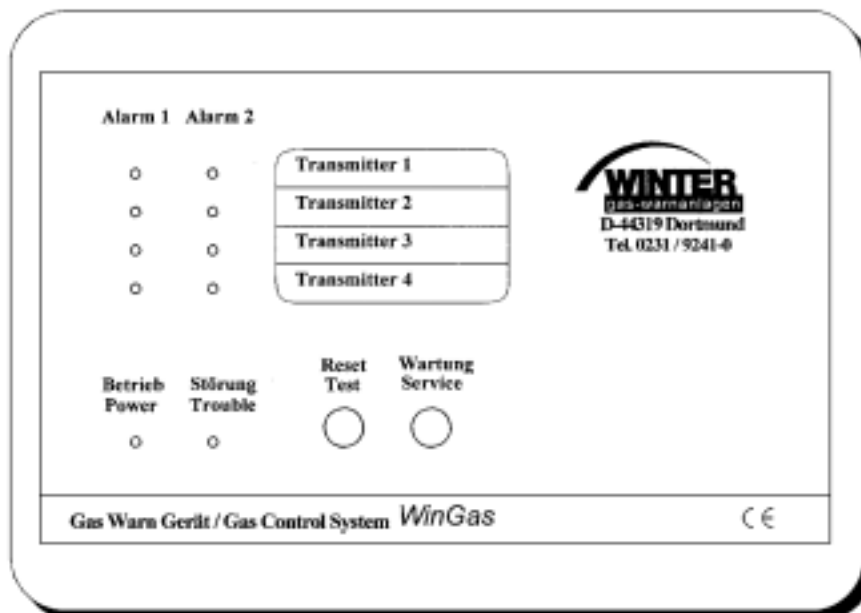 Alarm 1 Alarm 2
Transmitter 1
Transmitter 2
Transmitter 3
Transmitter 4
WINTER
gas-warnanlagen
D-44319 Dortmund
Tel. 0231 / 9241-0
Betrieb
Power
Störung
Trouble
Reset
Test
Wartung
Service
Gas Warn Gerät / Gas Control System WinGas
CE